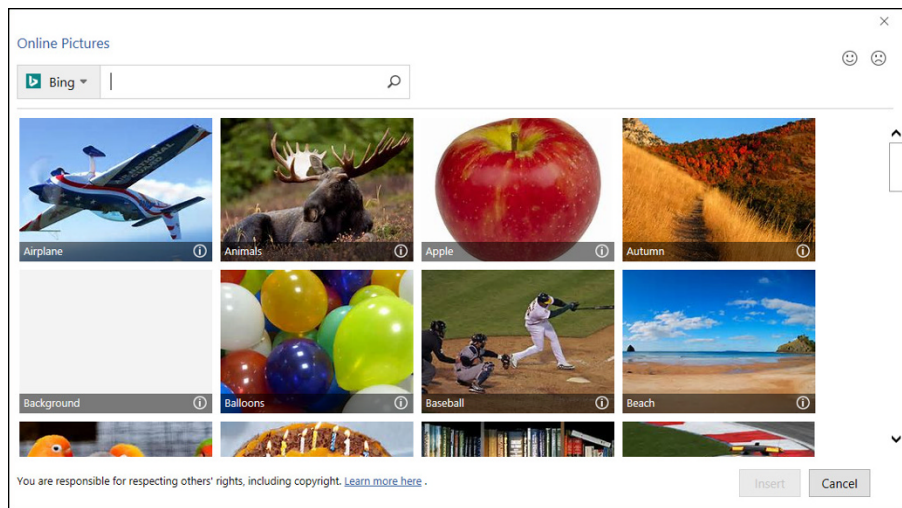 Online Pictures
Bing
NATIONAL
Airplane
Animals
Apple
Autumn
Background
Balloons
Baseball
Beach
You are responsible for respecting others' rights, including copyright. Learn more here .
Insert
Cancel